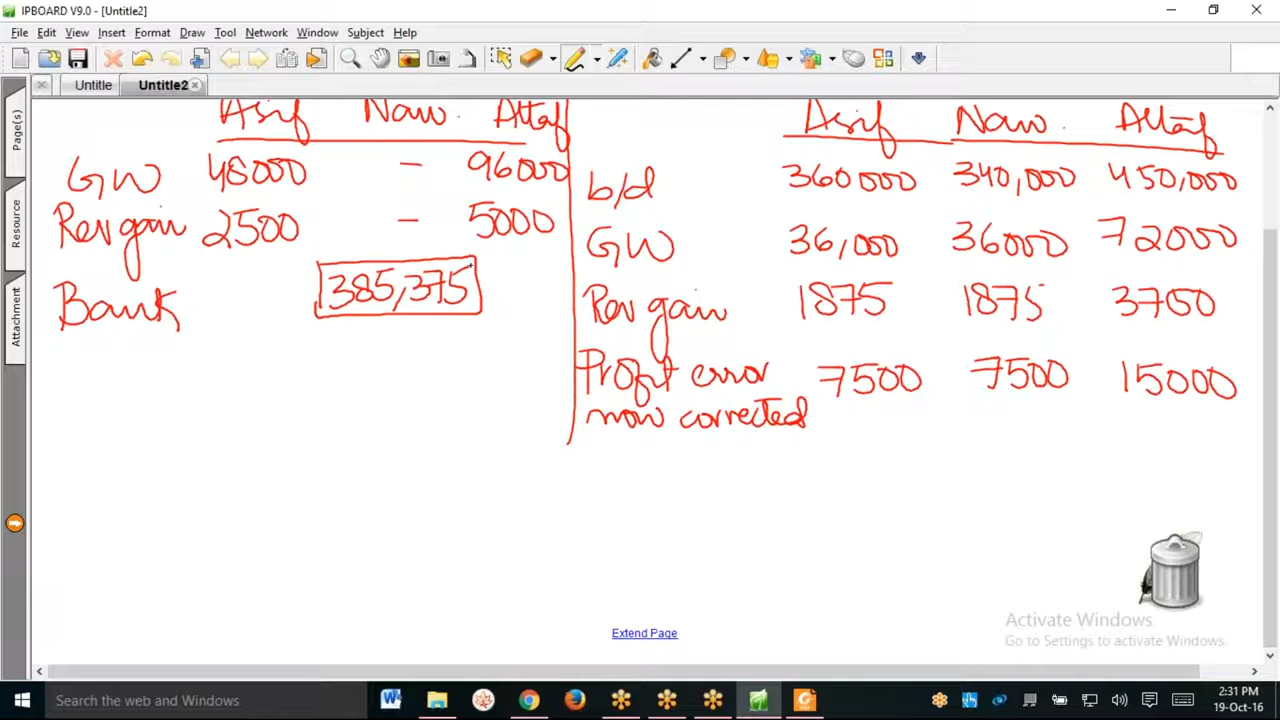 IPBOARD V9.0 - [Untitle2]
File Edit View Insert Format Draw Tool Network Window Subject Help
Untitle Untitle2
Page(s)
Resource
Attachment
Asif Naw. Altaf
GW 48000 – 96000
Rev gain 2500 – 5000
Bank 385,375
Asif Naw. Altaf
b/d 360000 340,000 450,000
GW 36,000 36000 72000
Rev gain 1875 1875 3750
Profit error 7500 7500 15000
now corrected
Extend Page
Activate Windows
Go to Settings to activate Windows.
Search the web and Windows
2:31 PM
19-Oct-16